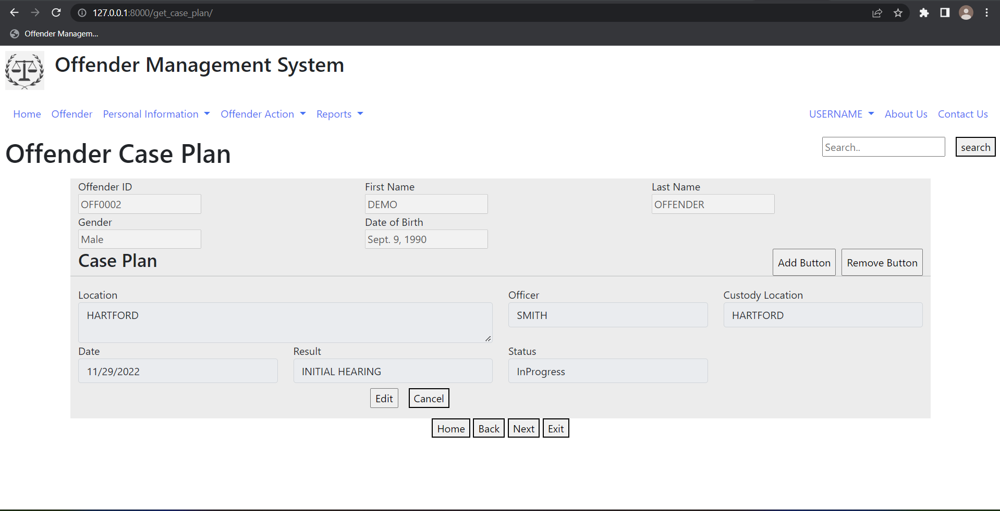 127.0.0.1:8000/get_case_plan/
Offender Managem...
Offender Management System
Home Offender Personal Information Offender Action Reports USERNAME About Us Contact Us
Offender Case Plan
Search.. search
Offender ID First Name Last Name
OFF0002 DEMO OFFENDER
Gender Date of Birth
Male Sept. 9, 1990
Case Plan Add Button Remove Button
Location Officer Custody Location
HARTFORD SMITH HARTFORD
Date Result Status
11/29/2022 INITIAL HEARING InProgress
Edit Cancel
Home Back Next Exit